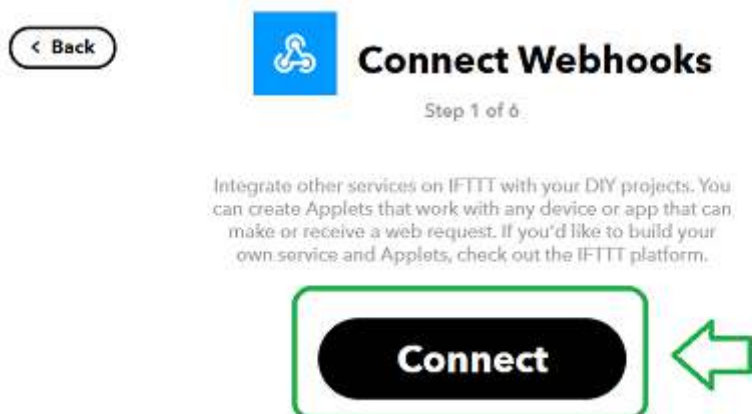 < Back
Connect Webhooks
Step 1 of 6
Integrate other services on IFTTT with your DIY projects. You
can create Applets that work with any device or app that can
make or receive a web request. If you'd like to build your
own service and Applets, check out the IFTTT platform.
Connect